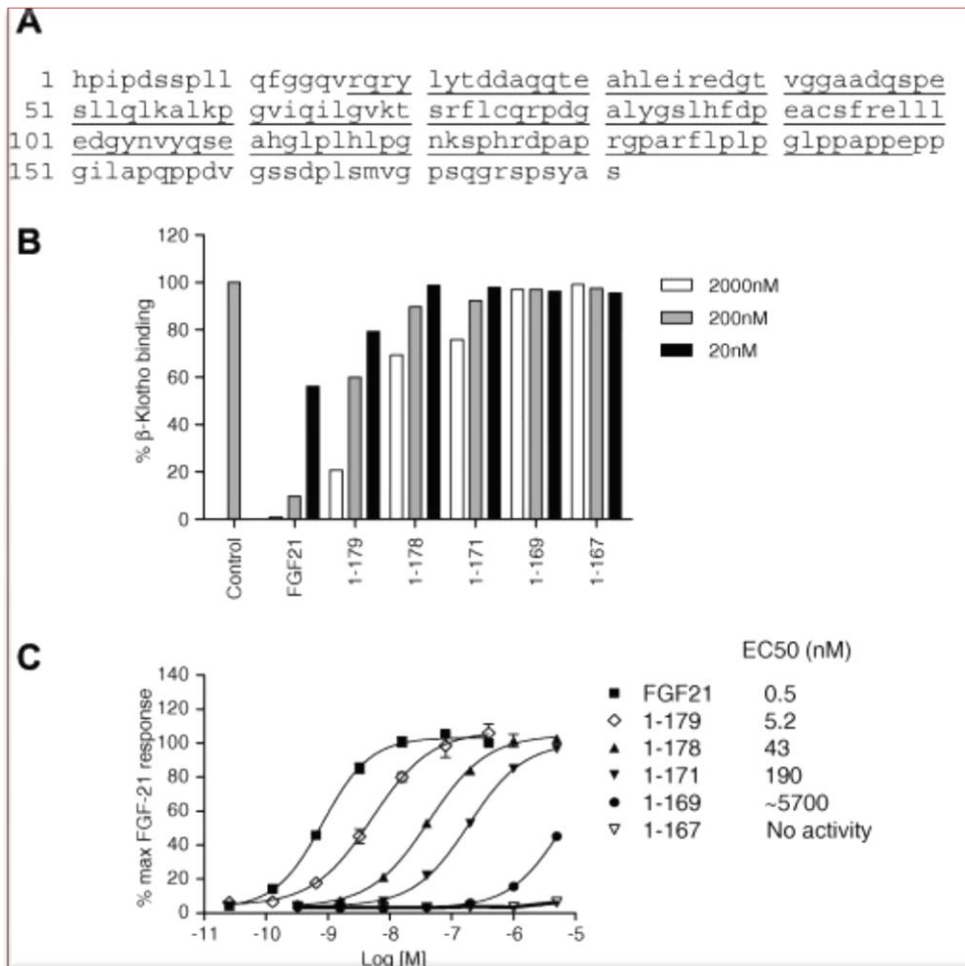 A
1 hpipdsspll qfggqvrqry lytddaqqte ahleiredgt vggaadqspe
51 sllqlkalkp gviqilgvkt srflcqrpdg alygslhfdp eacsfrelll
101 edgynvyqse ahglplhlpg nksphrdpap rgparflplp glppappepp
151 gilapqppdv gssdplsmvg psqgrspsya s
B
% β-Klotho binding
120
100
80
60
40
20
0
Control
FGF21
1-179
1-178
1-171
1-169
1-167
2000nM
200nM
20nM
C
% max FGF-21 response
140
120
100
80
60
40
20
0
-11 -10 -9 -8 -7 -6 -5
Log [M]
EC50 (nM)
FGF21 0.5
1-179 5.2
1-178 43
1-171 190
1-169 ~5700
1-167 No activity